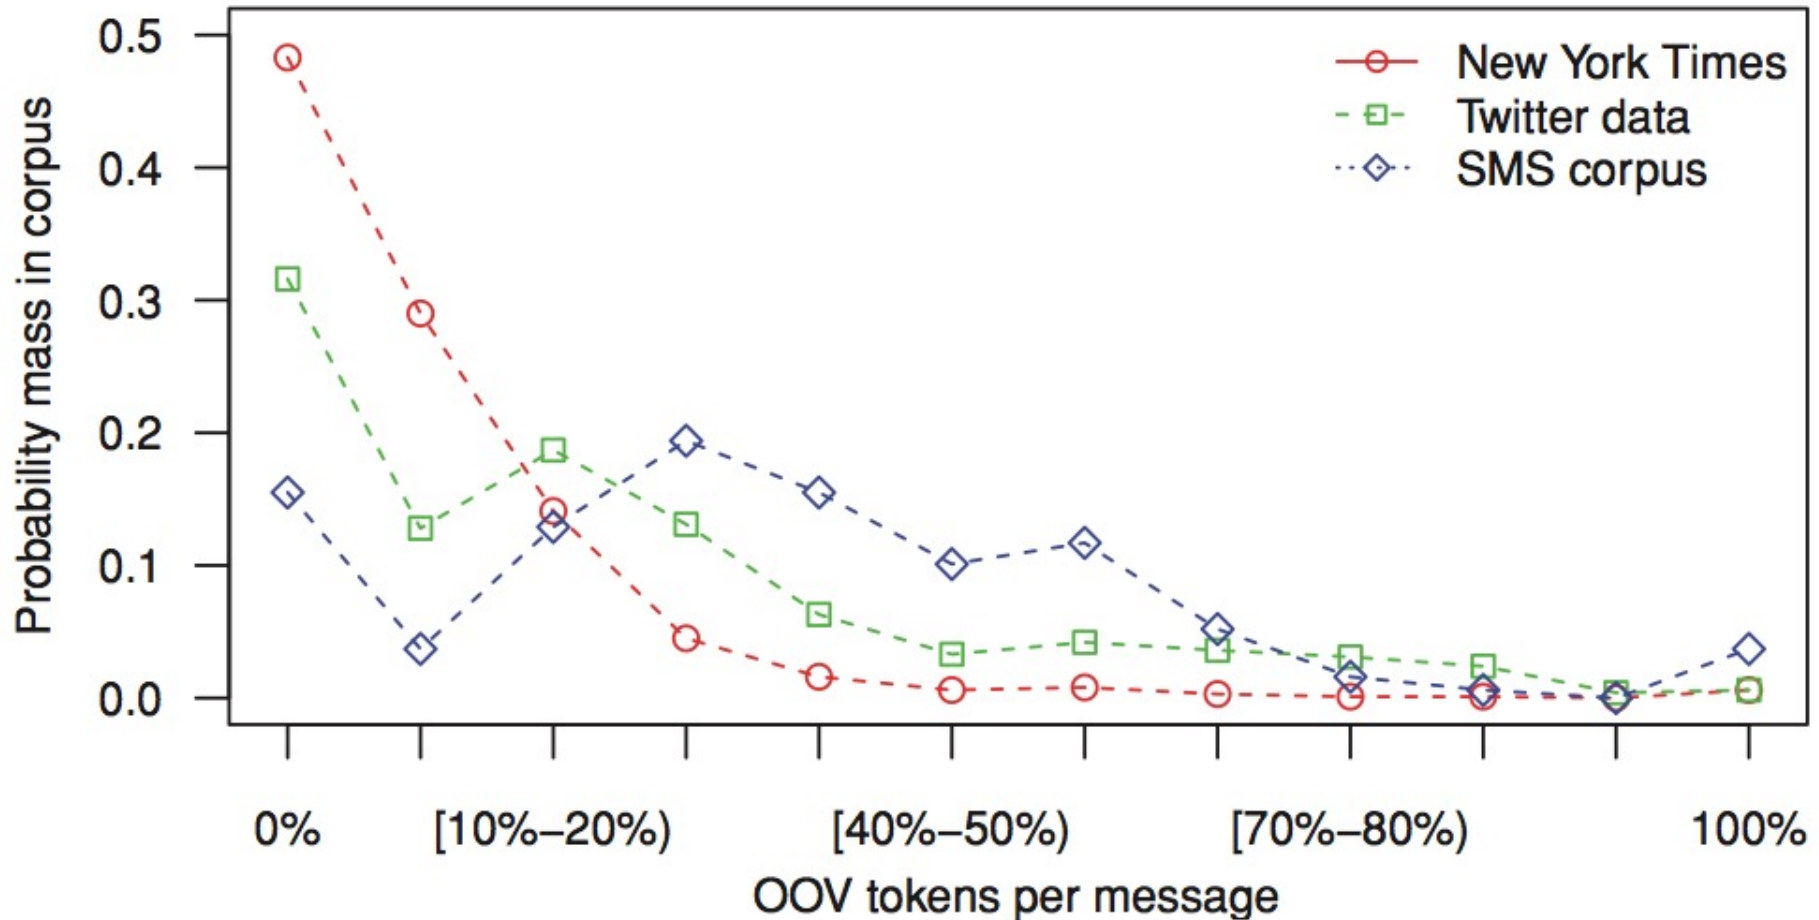 Probability mass in corpus
0.5
0.4
0.3
0.2
0.1
0.0
New York Times
Twitter data
SMS corpus
0% [10%–20%) [40%–50%) [70%–80%) 100%
OOV tokens per message